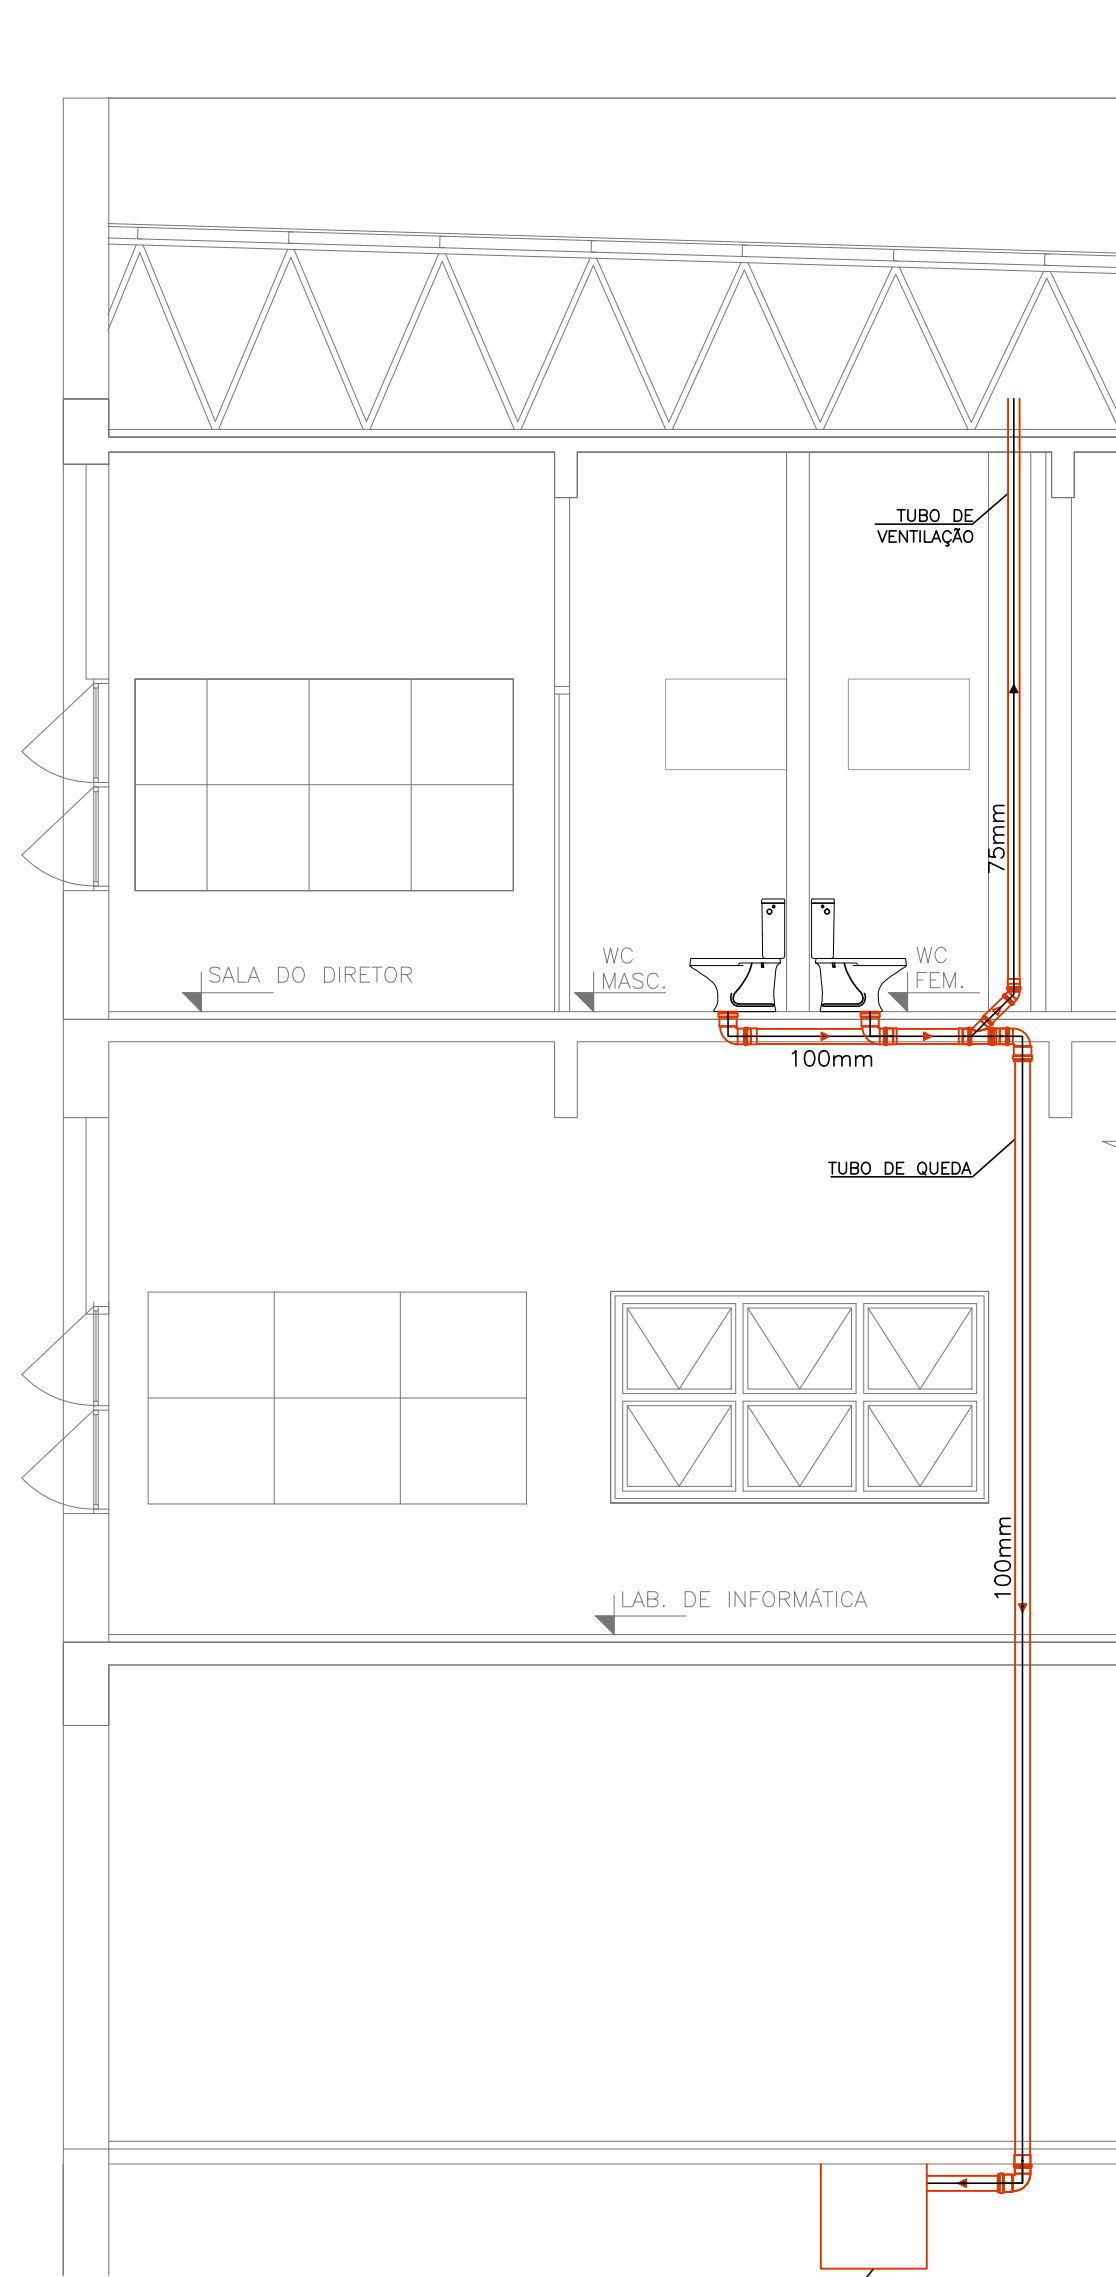 TUBO DE
VENTILAÇÃO
75mm
SALA DO DIRETOR
WC
MASC.
WC
FEM.
100mm
TUBO DE QUEDA
100mm
LAB. DE INFORMÁTICA